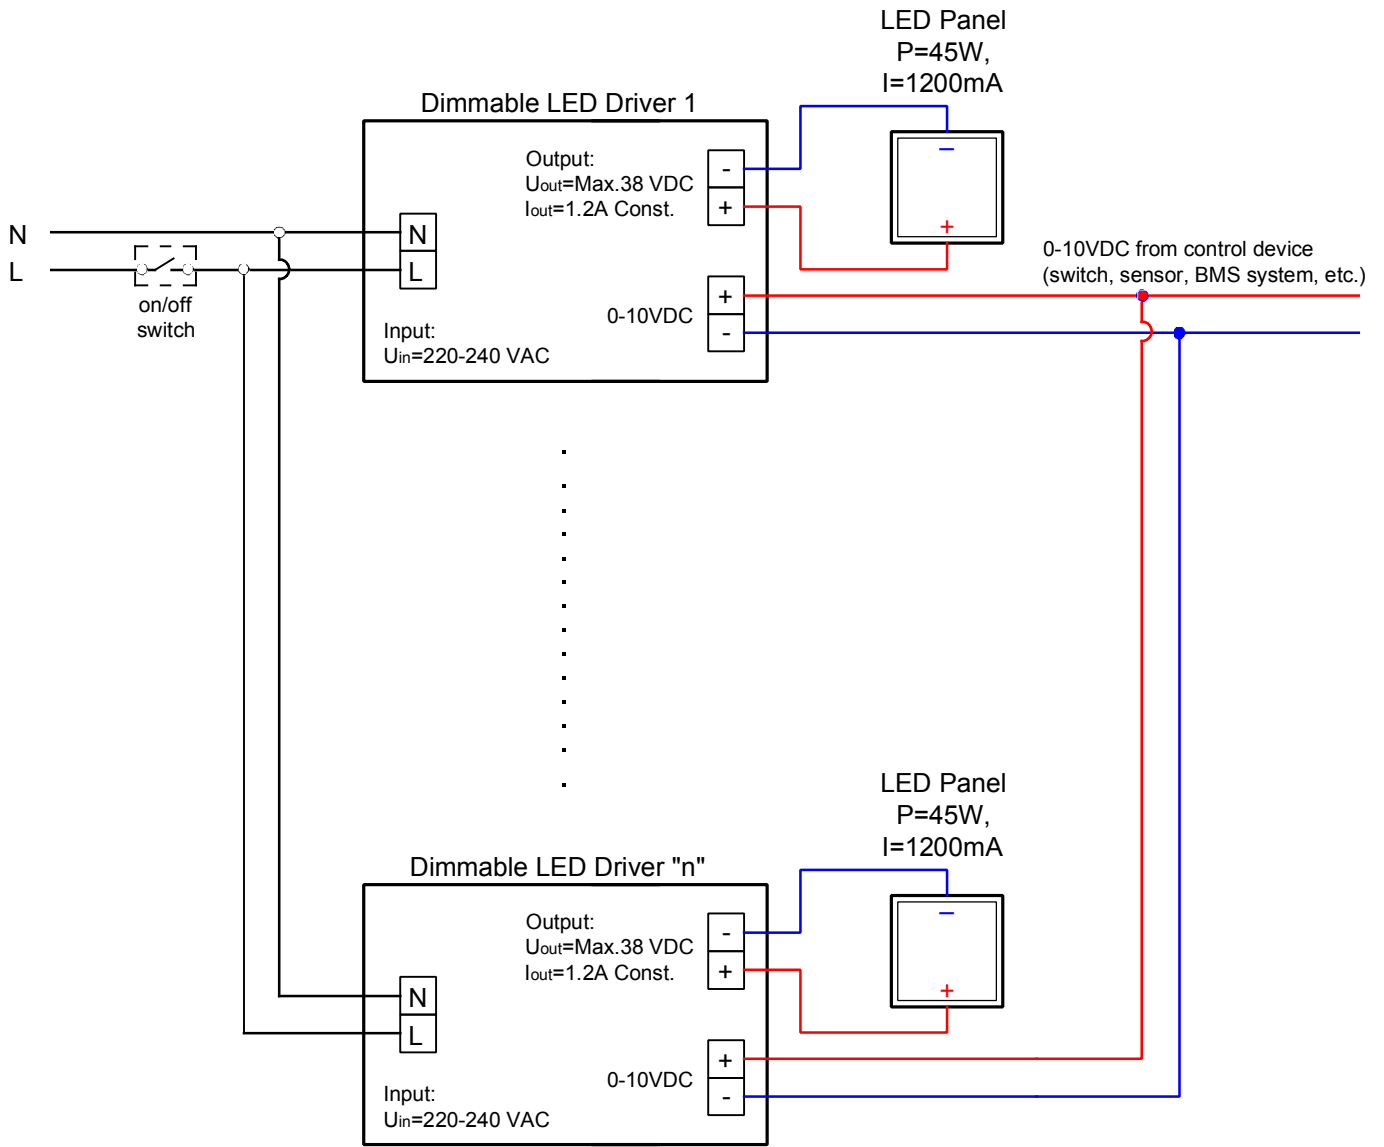 LED Panel
P=45W,
I=1200mA
Dimmable LED Driver 1
Output:
Uout=Max.38 VDC
Iout=1.2A Const.
-
+
−
+
N
L
N
L
on/off
switch
0-10VDC from control device
(switch, sensor, BMS system, etc.)
0-10VDC
+
-
Input:
Uin=220-240 VAC
LED Panel
P=45W,
I=1200mA
Dimmable LED Driver "n"
Output:
Uout=Max.38 VDC
Iout=1.2A Const.
-
+
−
+
N
L
0-10VDC
+
-
Input:
Uin=220-240 VAC